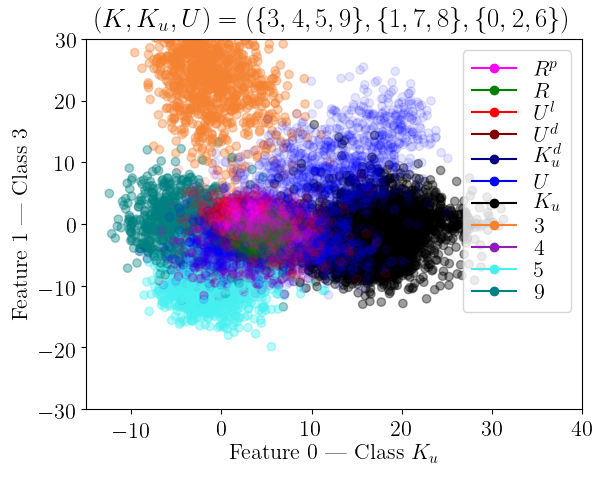 (K, K_u, U) = ({3, 4, 5, 9}, {1, 7, 8}, {0, 2, 6})
30
20
10
0
−10
−20
−30
Feature 1 — Class 3
R^p
R
U^l
U^d
K_u^d
U
K_u
3
4
5
9
−10
0
10
20
30
40
Feature 0 — Class K_u